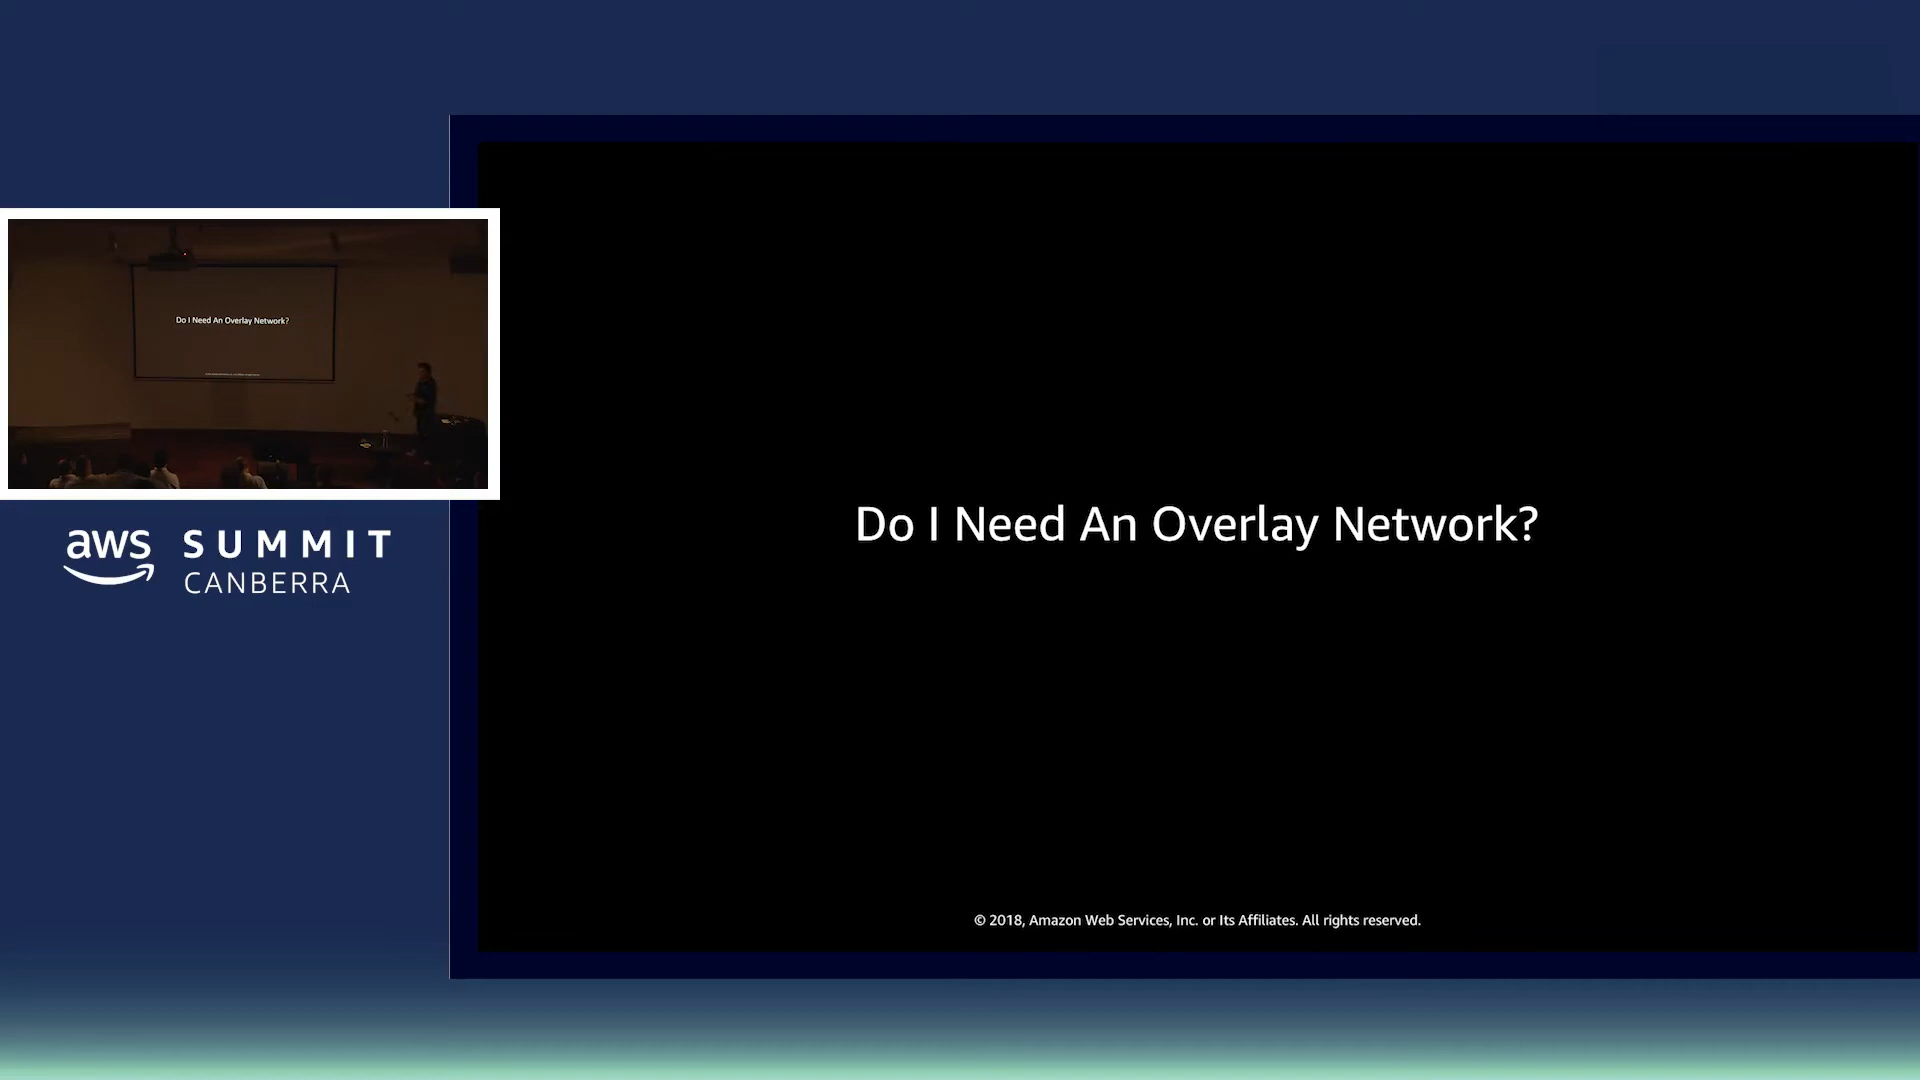 Do I Need An Overlay Network?
aws SUMMIT
CANBERRA
Do I Need An Overlay Network?
© 2018, Amazon Web Services, Inc. or Its Affiliates. All rights reserved.